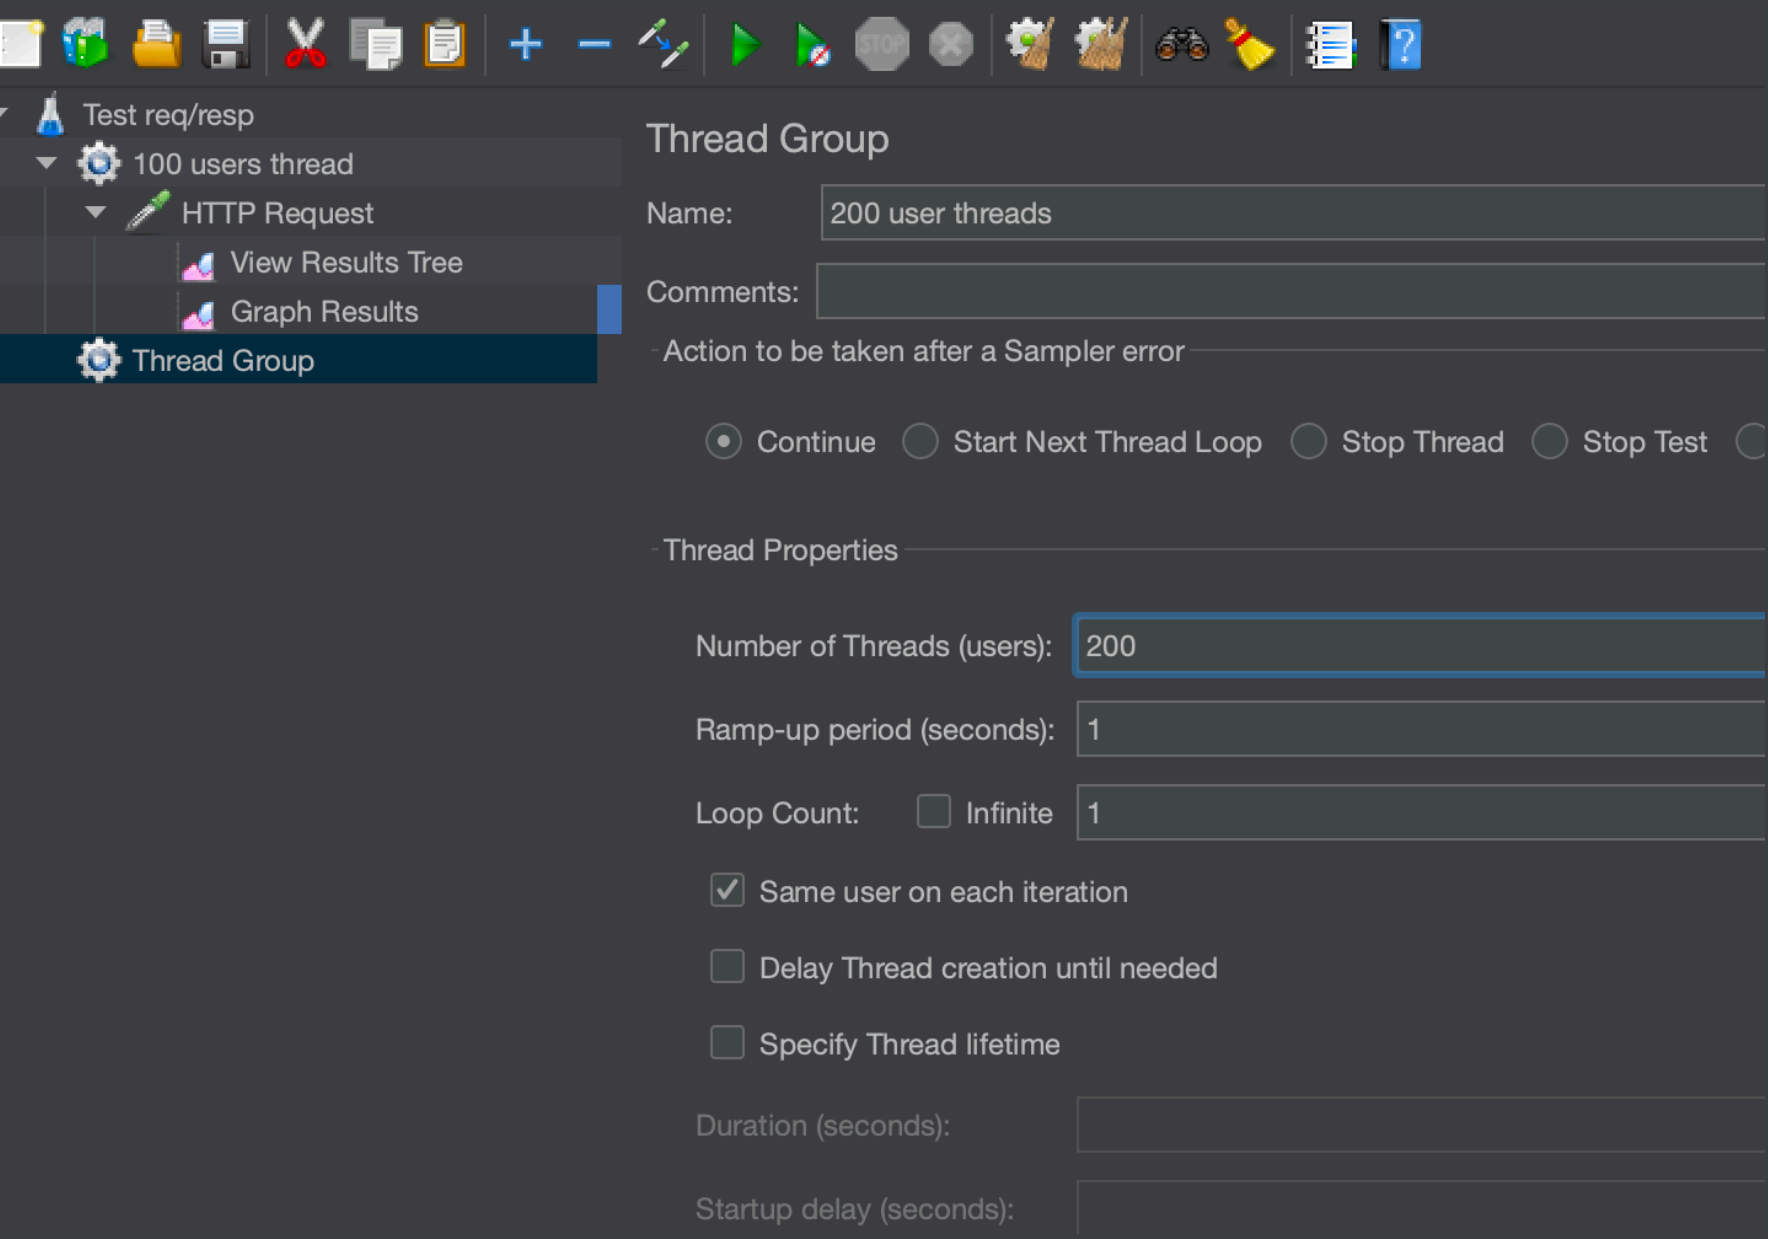 STOP
?
Test req/resp
100 users thread
HTTP Request
View Results Tree
Graph Results
Thread Group
Thread Group
Name: 200 user threads
Comments:
Action to be taken after a Sampler error
Continue Start Next Thread Loop Stop Thread Stop Test
Thread Properties
Number of Threads (users): 200
Ramp-up period (seconds): 1
Loop Count: Infinite 1
Same user on each iteration
Delay Thread creation until needed
Specify Thread lifetime
Duration (seconds):
Startup delay (seconds):